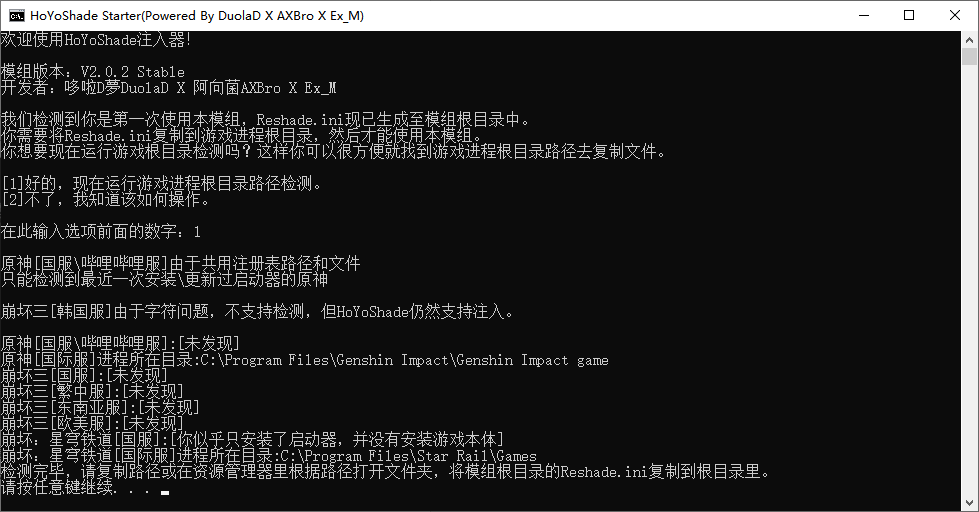 HoYoShade Starter(Powered By DuolaD X AXBro X Ex_M)
欢迎使用HoYoShade注入器!
模组版本: V2.0.2 Stable
开发者: 哆啦D夢DuolaD X 阿向菌AXBro X Ex_M
我们检测到你是第一次使用本模组, Reshade.ini现已生成至模组根目录中。
你需要将Reshade.ini复制到游戏进程根目录, 然后才能使用本模组。
你想要现在运行游戏根目录检测吗? 这样你可以很方便就找到游戏进程根目录路径去复制文件。
[1]好的, 现在运行游戏进程根目录路径检测。
[2]不了, 我知道该如何操作。
在此输入选项前面的数字: 1
原神[国服\哔哩哔哩服]由于共用注册表路径和文件
只能检测到最近一次安装\更新过启动器的原神
崩坏三[韩国服]由于字符问题, 不支持检测, 但HoYoShade仍然支持注入。
原神[国服\哔哩哔哩服]:[未发现]
原神[国际服]进程所在目录:C:\Program Files\Genshin Impact\Genshin Impact game
崩坏三[国服]:[未发现]
崩坏三[繁中服]:[未发现]
崩坏三[东南亚服]:[未发现]
崩坏三[欧美服]:[未发现]
崩坏: 星穹铁道[国服]:[你似乎只安装了启动器, 并没有安装游戏本体]
崩坏: 星穹铁道[国际服]进程所在目录:C:\Program Files\Star Rail\Games
检测完毕, 请复制路径或在资源管理器里根据路径打开文件夹, 将模组根目录的Reshade.ini复制到根目录里。
请按任意键继续. . .